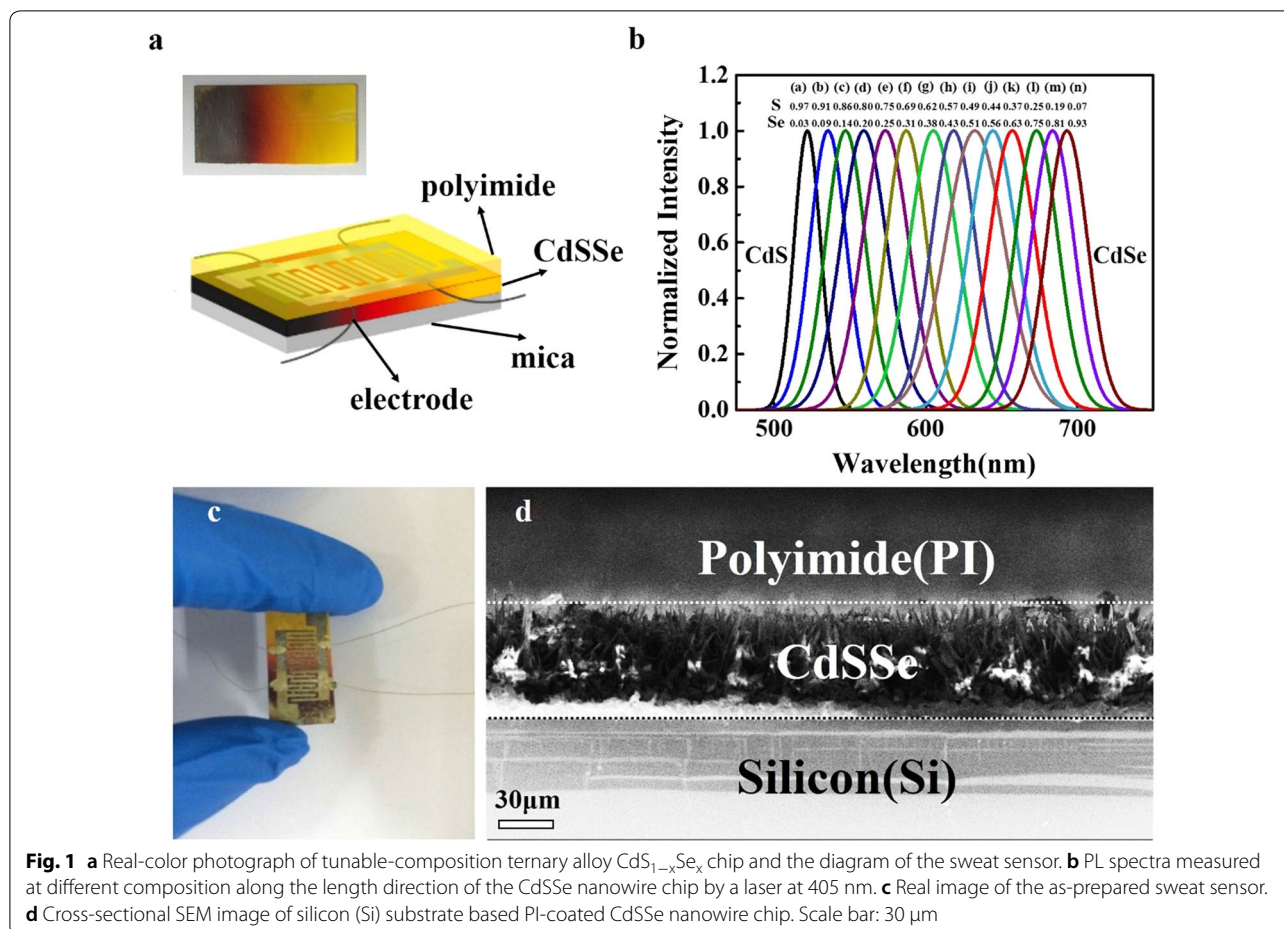 a
polyimide
CdSSe
mica
electrode
b
Normalized Intensity
1.2
1.0
0.8
0.6
0.4
0.2
0.0
(a) (b) (c) (d) (e) (f) (g) (h) (i) (j) (k) (l) (m) (n)
S 0.97 0.91 0.86 0.80 0.75 0.69 0.62 0.57 0.49 0.44 0.37 0.25 0.19 0.07
Se 0.03 0.09 0.14 0.20 0.25 0.31 0.38 0.43 0.51 0.56 0.63 0.75 0.81 0.93
CdS
CdSe
500 600 700
Wavelength(nm)
c
d
Polyimide(PI)
CdSSe
Silicon(Si)
30μm
Fig. 1 a Real-color photograph of tunable-composition ternary alloy CdS₁₋ₓSeₓ chip and the diagram of the sweat sensor. b PL spectra measured
at different composition along the length direction of the CdSSe nanowire chip by a laser at 405 nm. c Real image of the as-prepared sweat sensor.
d Cross-sectional SEM image of silicon (Si) substrate based PI-coated CdSSe nanowire chip. Scale bar: 30 μm